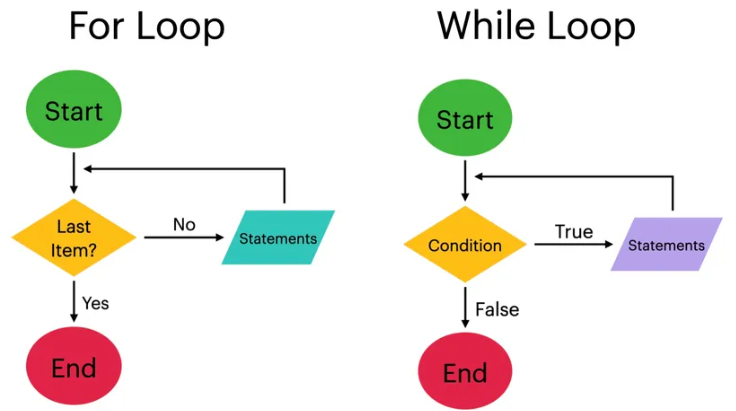 For Loop
Start
Last
Item?
No
Statements
Yes
End
While Loop
Start
Condition
True
Statements
False
End